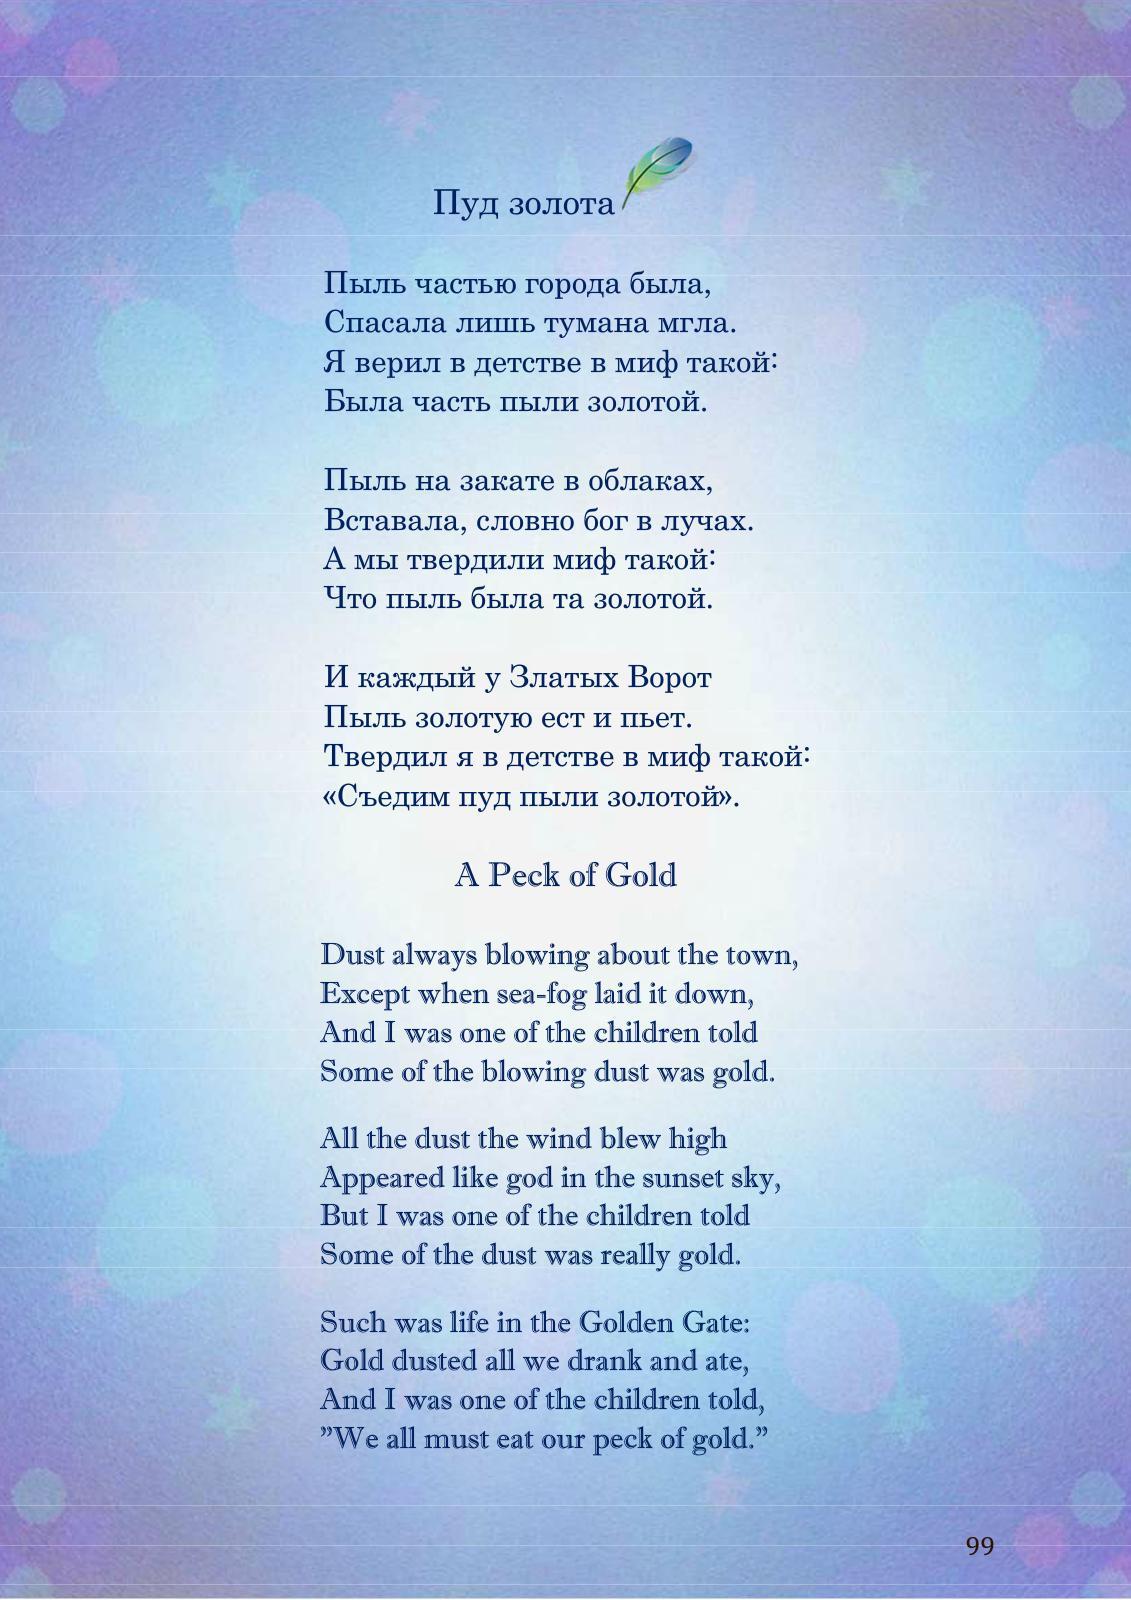 Пуд золота
Пыль частью города была,
Спасала лишь тумана мгла.
Я верил в детстве в миф такой:
Была часть пыли золотой.
Пыль на закате в облаках,
Вставала, словно бог в лучах.
А мы твердили миф такой:
Что пыль была та золотой.
И каждый у Златых Ворот
Пыль золотую ест и пьет.
Твердил я в детстве в миф такой:
«Съедим пуд пыли золотой».
A Peck of Gold
Dust always blowing about the town,
Except when sea-fog laid it down,
And I was one of the children told
Some of the blowing dust was gold.
All the dust the wind blew high
Appeared like god in the sunset sky,
But I was one of the children told
Some of the dust was really gold.
Such was life in the Golden Gate:
Gold dusted all we drank and ate,
And I was one of the children told,
”We all must eat our peck of gold.”
99